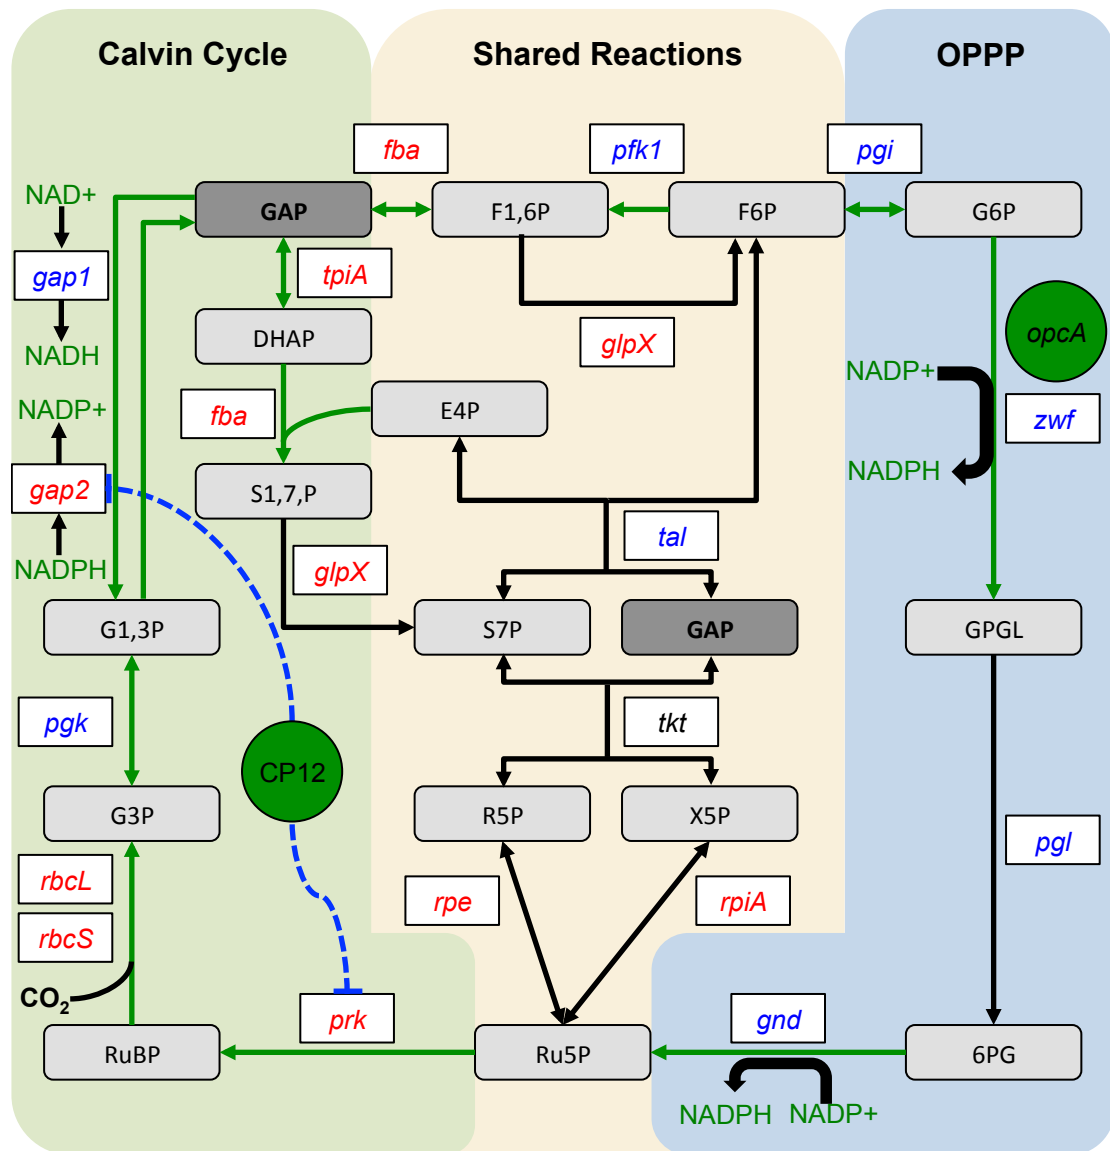 Calvin Cycle
Shared Reactions
OPPP
fba
pfk1
pgi
NAD+
GAP
F1,6P
F6P
G6P
gap1
tpiA
NADH
DHAP
glpX
opcA
NADP+
NADP+
fba
E4P
zwf
gap2
S1,7,P
NADPH
NADPH
glpX
tal
G1,3P
S7P
GAP
GPGL
pgk
tkt
CP12
G3P
R5P
X5P
pgl
rbcL
rpe
rpiA
rbcS
CO2
prk
gnd
RuBP
Ru5P
6PG
NADPH
NADP+